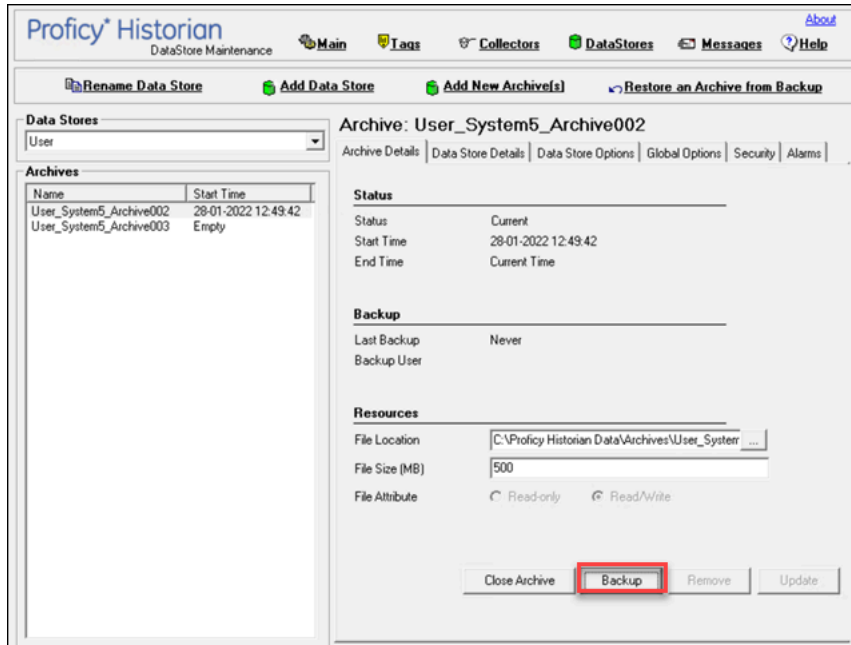 Proficy* Historian
DataStore Maintenance
About
Main Tags Collectors DataStores Messages Help
Rename Data Store Add Data Store Add New Archive(s) Restore an Archive from Backup
Data Stores
User
Archives
Name Start Time
User_System5_Archive002 28-01-2022 12:49:42
User_System5_Archive003 Empty
Archive: User_System5_Archive002
Archive Details Data Store Details Data Store Options Global Options Security Alarms
Status
Status Current
Start Time 28-01-2022 12:49:42
End Time Current Time
Backup
Last Backup Never
Backup User
Resources
File Location C:\Proficy Historian Data\Archives\User_System ...
File Size (MB) 500
File Attribute Read-only Read/Write
Close Archive Backup Remove Update